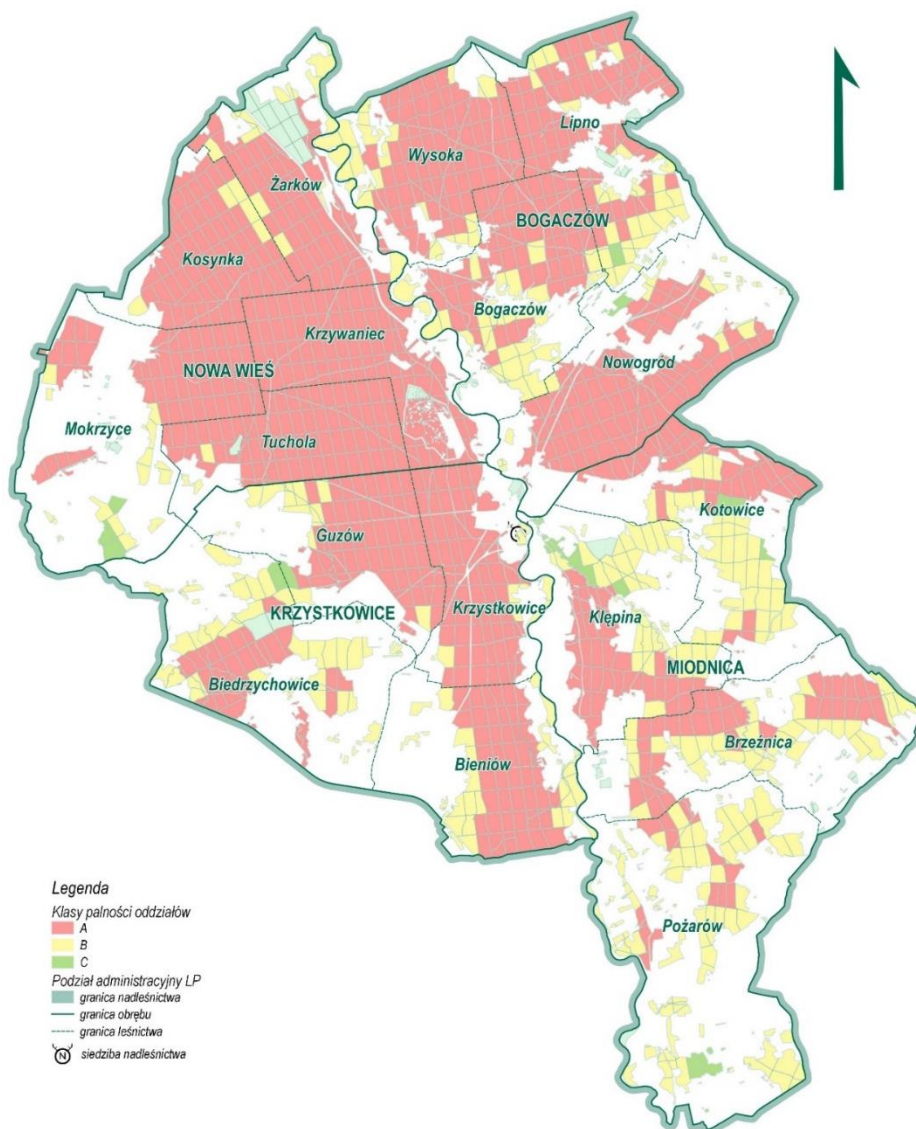 Lipno
Wysoka
Żarków
BOGACZÓW
Kosynka
Bogaczów
Krzywaniec
Nowogród
NOWA WIEŚ
Mokrzyce
Tuchola
Kotowice
Guzów
N
KRZYSTKOWICE
Krzystkowice
Klępina
MIODNICA
Biedrzychowice
Brzeźnica
Bieniów
Pożarów
Legenda
Klasy palności oddziałów
A
B
C
Podział administracyjny LP
granica nadleśnictwa
granica obrębu
granica leśnictwa
N siedziba nadleśnictwa